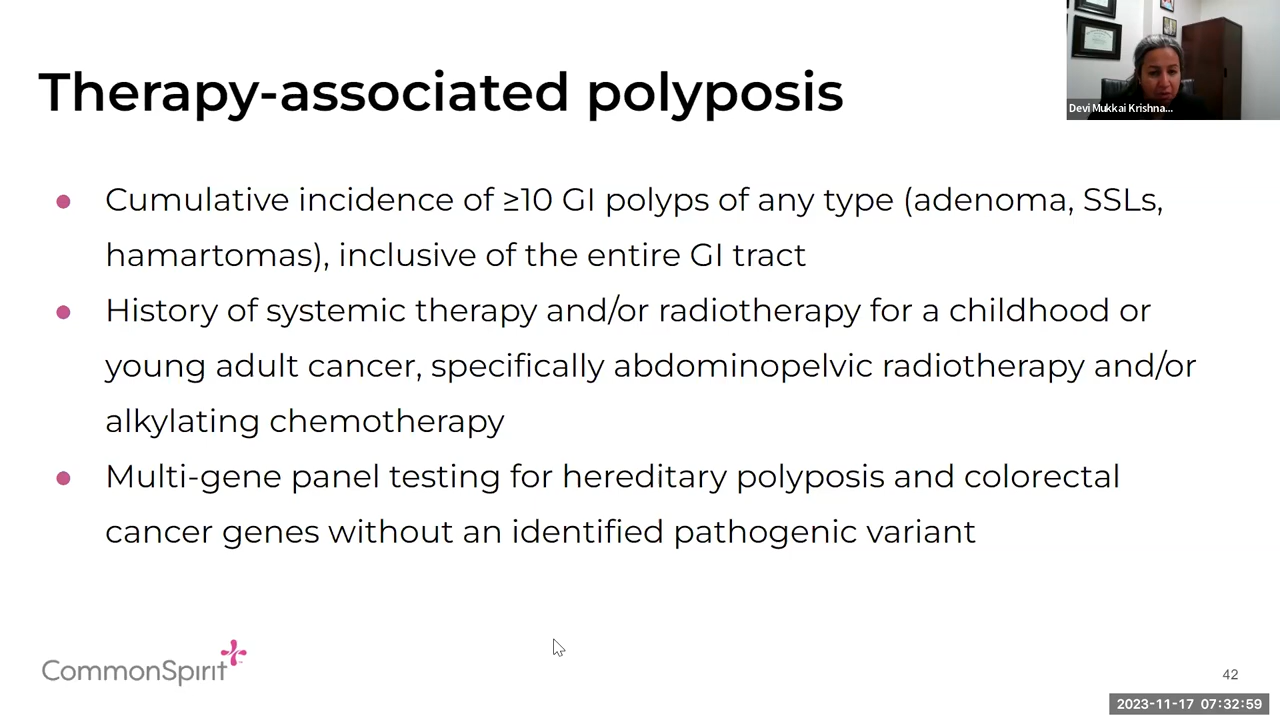 Therapy-associated polyposis
Devi Mukkai Krishna...
● Cumulative incidence of ≥10 GI polyps of any type (adenoma, SSLs,
hamartomas), inclusive of the entire GI tract
● History of systemic therapy and/or radiotherapy for a childhood or
young adult cancer, specifically abdominopelvic radiotherapy and/or
alkylating chemotherapy
● Multi-gene panel testing for hereditary polyposis and colorectal
cancer genes without an identified pathogenic variant
CommonSpirit
42
2023-11-17 07:32:59